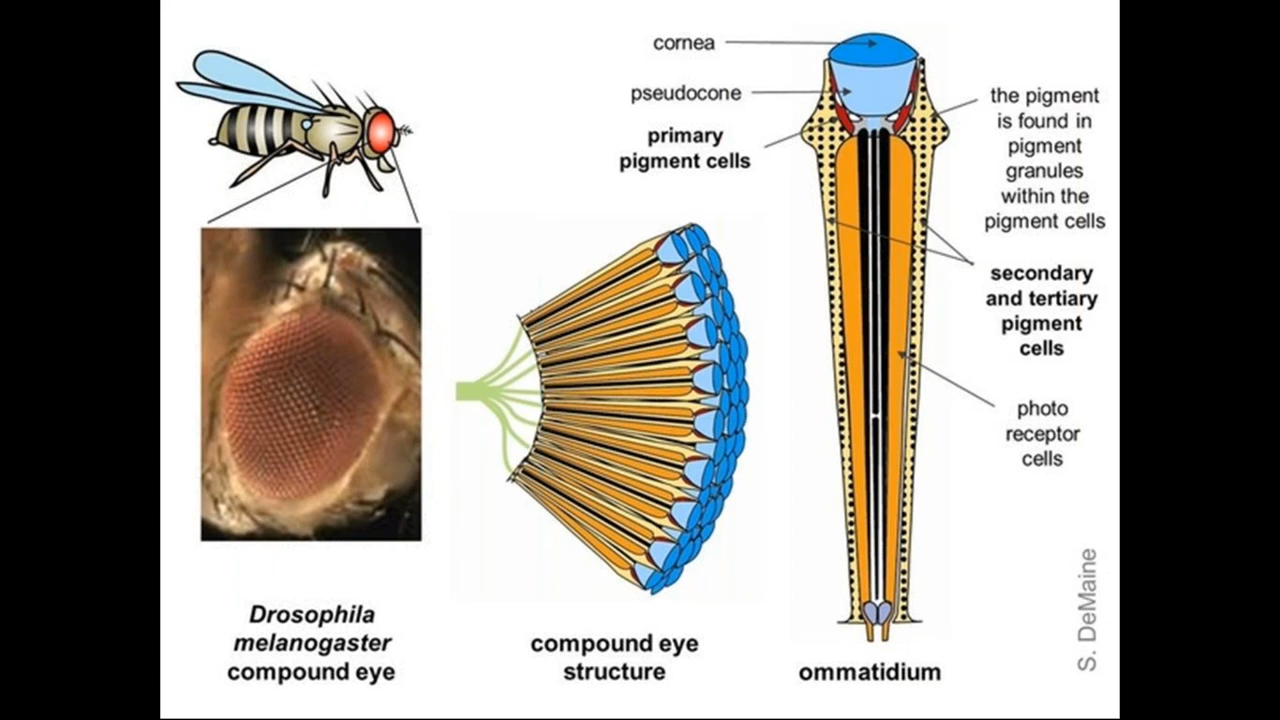 cornea
pseudocone
primary
pigment cells
the pigment
is found in
pigment
granules
within the
pigment cells
secondary
and tertiary
pigment
cells
photo
receptor
cells
Drosophila
melanogaster
compound eye
compound eye
structure
ommatidium
S. DeMaine